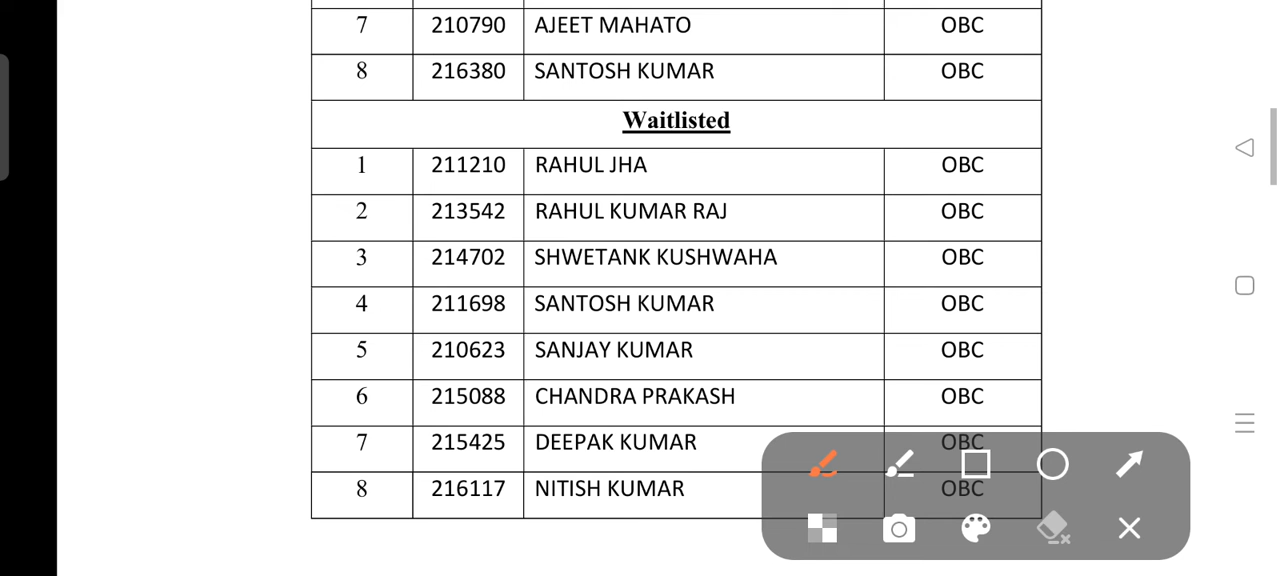 7 210790 AJEET MAHATO OBC
8 216380 SANTOSH KUMAR OBC
Waitlisted
1 211210 RAHUL JHA OBC
2 213542 RAHUL KUMAR RAJ OBC
3 214702 SHWETANK KUSHWAHA OBC
4 211698 SANTOSH KUMAR OBC
5 210623 SANJAY KUMAR OBC
6 215088 CHANDRA PRAKASH OBC
7 215425 DEEPAK KUMAR OBC
8 216117 NITISH KUMAR OBC